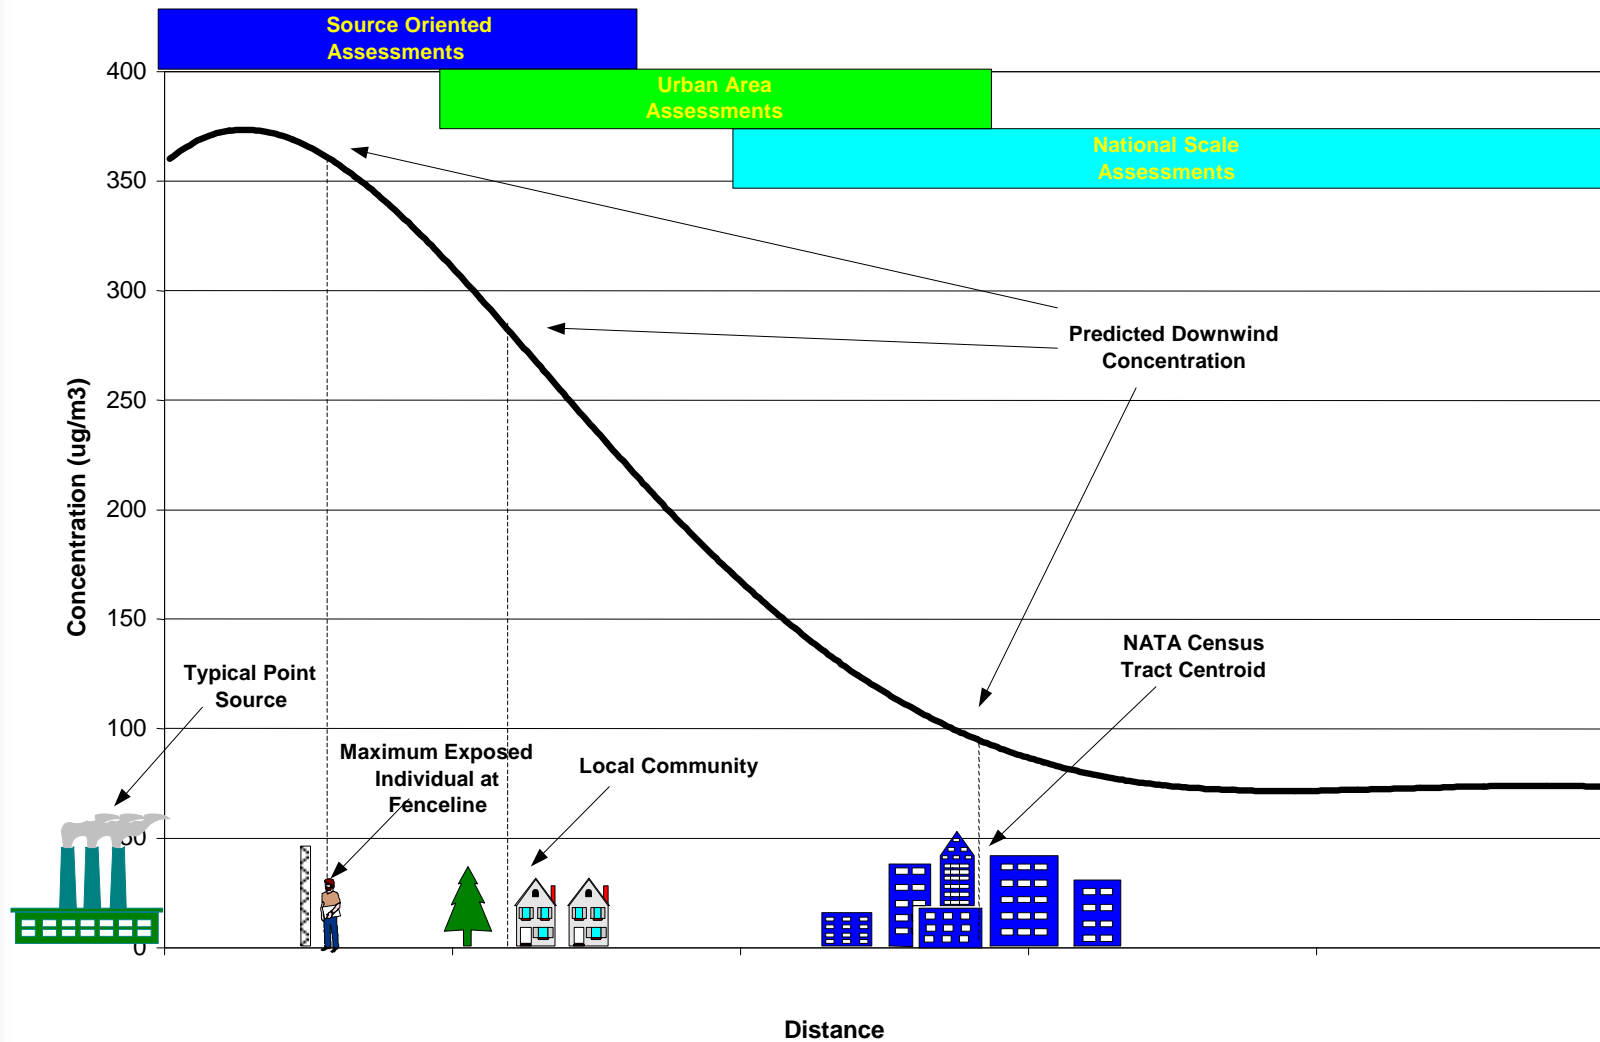 Source Oriented
Assessments
Urban Area
Assessments
National Scale
Assessments
400
350
300
250
200
150
100
50
0
Concentration (ug/m3)
Predicted Downwind
Concentration
NATA Census
Tract Centroid
Typical Point
Source
Maximum Exposed
Individual at
Fenceline
Local Community
Distance